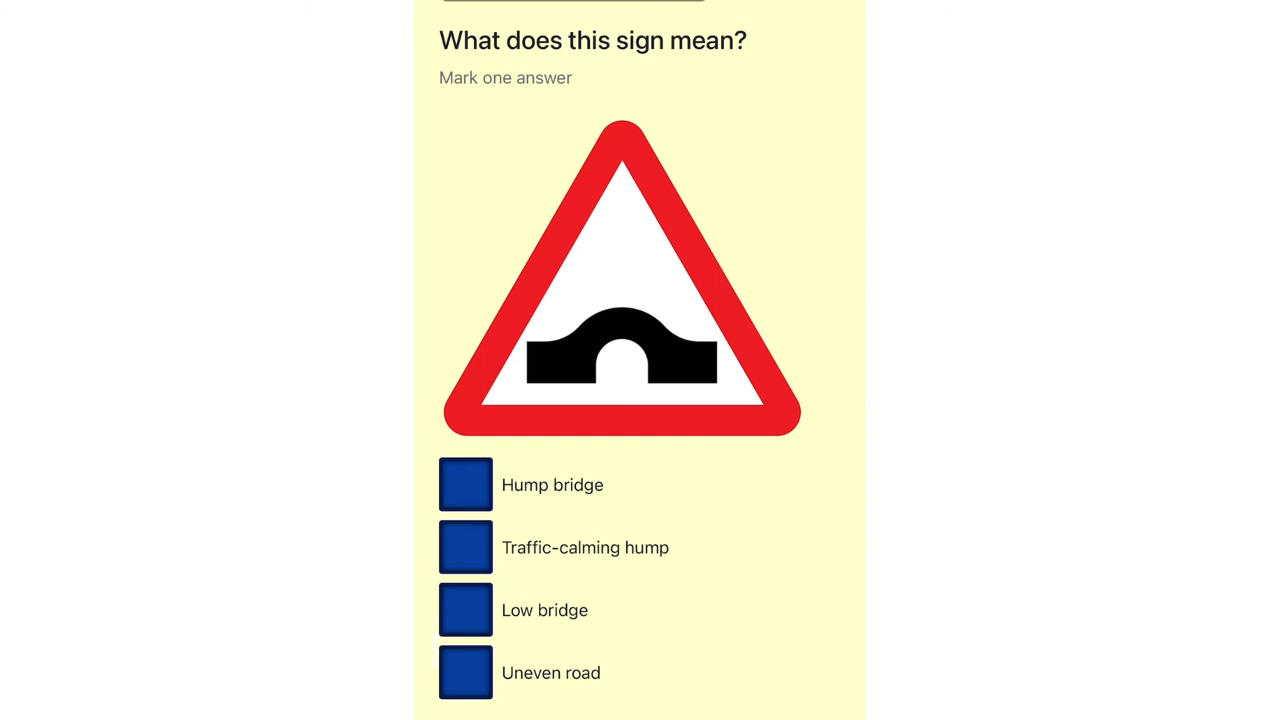 What does this sign mean?
Mark one answer
Hump bridge
Traffic-calming hump
Low bridge
Uneven road